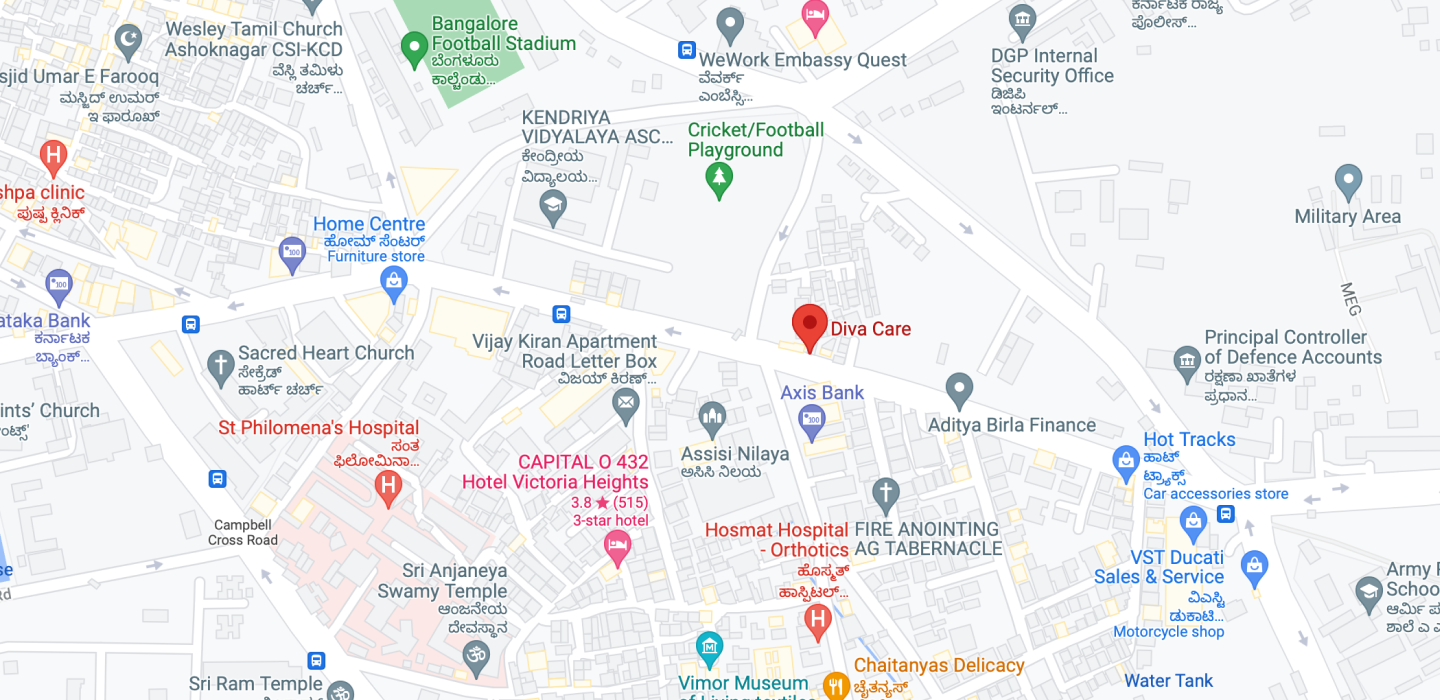 Wesley Tamil Church
Ashoknagar CSI-KCD
ವೆಸ್ಲಿ ತಮಿಳು
ಚರ್ಚ್...
Bangalore
Football Stadium
ಬೆಂಗಳೂರು
ಕಾಲ್ಚೆಂಡು...
WeWork Embassy Quest
ವೆವರ್ಕ್
ಎಂಬೆಸ್ಸಿ...
DGP Internal
Security Office
ಡಿಜಿಪಿ
ಇಂಟರ್ನಲ್...
ಕರ್ನಾಟಕ ರಾಜ್ಯ
ಪೊಲೀಸ್...
sjid Umar E Farooq
ಮಸ್ಜಿದ್ ಉಮರ್
ಇ ಫಾರೂಖ್
KENDRIYA
VIDYALAYA ASC...
ಕೇಂದ್ರೀಯ
ವಿದ್ಯಾಲಯ...
Cricket/Football
Playground
shpa clinic
ಪುಷ್ಪ ಕ್ಲಿನಿಕ್
Home Centre
ಹೋಮ್ ಸೆಂಟರ್
Furniture store
Military Area
MEG
ataka Bank
ಕರ್ನಾಟಕ
ಬ್ಯಾಂಕ್...
Sacred Heart Church
ಸೇಕ್ರೆಡ್
ಹಾರ್ಟ್ ಚರ್ಚ್
Vijay Kiran Apartment
Road Letter Box
ವಿಜಯ್ ಕಿರಣ್...
Diva Care
Principal Controller
of Defence Accounts
ರಕ್ಷಣಾ ಖಾತೆಗಳ
ಪ್ರಧಾನ...
Axis Bank
Aditya Birla Finance
ints' Church
St Philomena's Hospital
ಸಂತ
ಫಿಲೋಮಿನಾ...
Assisi Nilaya
ಅಸಿಸಿ ನಿಲಯ
Hot Tracks
ಹಾಟ್
ಟ್ರ್ಯಾಕ್ಸ್
Car accessories store
CAPITAL O 432
Hotel Victoria Heights
3.8 ★ (515)
3-star hotel
Campbell
Cross Road
Hosmat Hospital
- Orthotics
ಹೊಸ್ಮತ್
ಹಾಸ್ಪಿಟಲ್...
FIRE ANOINTING
AG TABERNACLE
VST Ducati
Sales & Service
ವಿಎಸ್ಟಿ
ಡುಕಾಟಿ...
Motorcycle shop
Sri Anjaneya
Swamy Temple
ಆಂಜನೇಯ
ದೇವಸ್ಥಾನ
Army
Schoo
ಆರ್ಮಿ
ಶಾಲೆ ಎ
se
Rd
Sri Ram Temple
Vimor Museum
of Living textiles
Chaitanyas Delicacy
ಚೈತನ್ಯಸ್
Water Tank